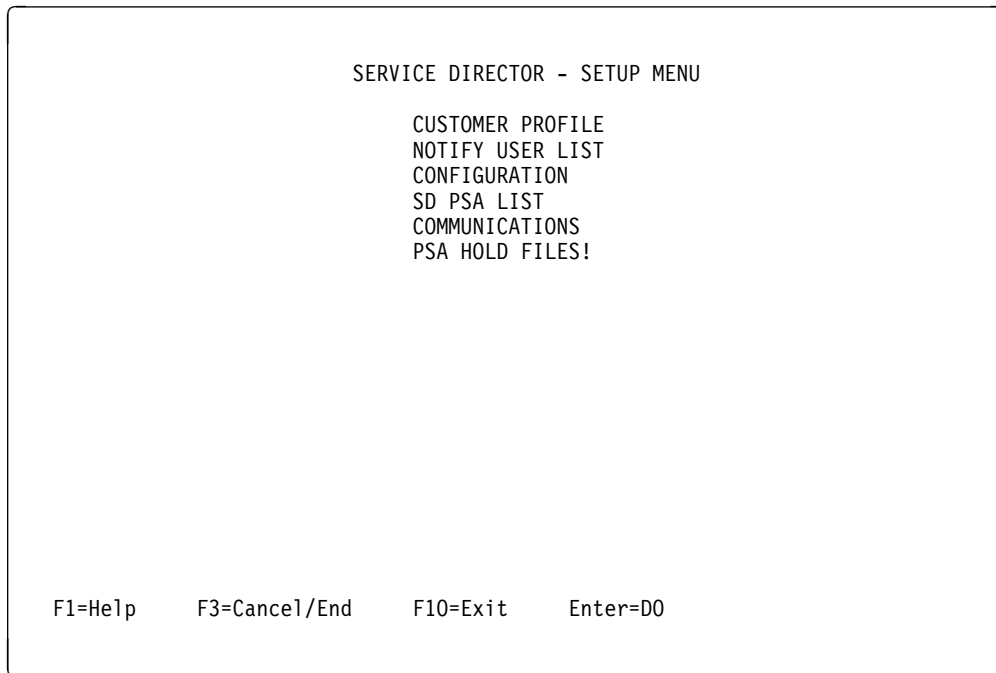 SERVICE DIRECTOR - SETUP MENU
CUSTOMER PROFILE
NOTIFY USER LIST
CONFIGURATION
SD PSA LIST
COMMUNICATIONS
PSA HOLD FILES!
F1=Help F3=Cancel/End F10=Exit Enter=DO